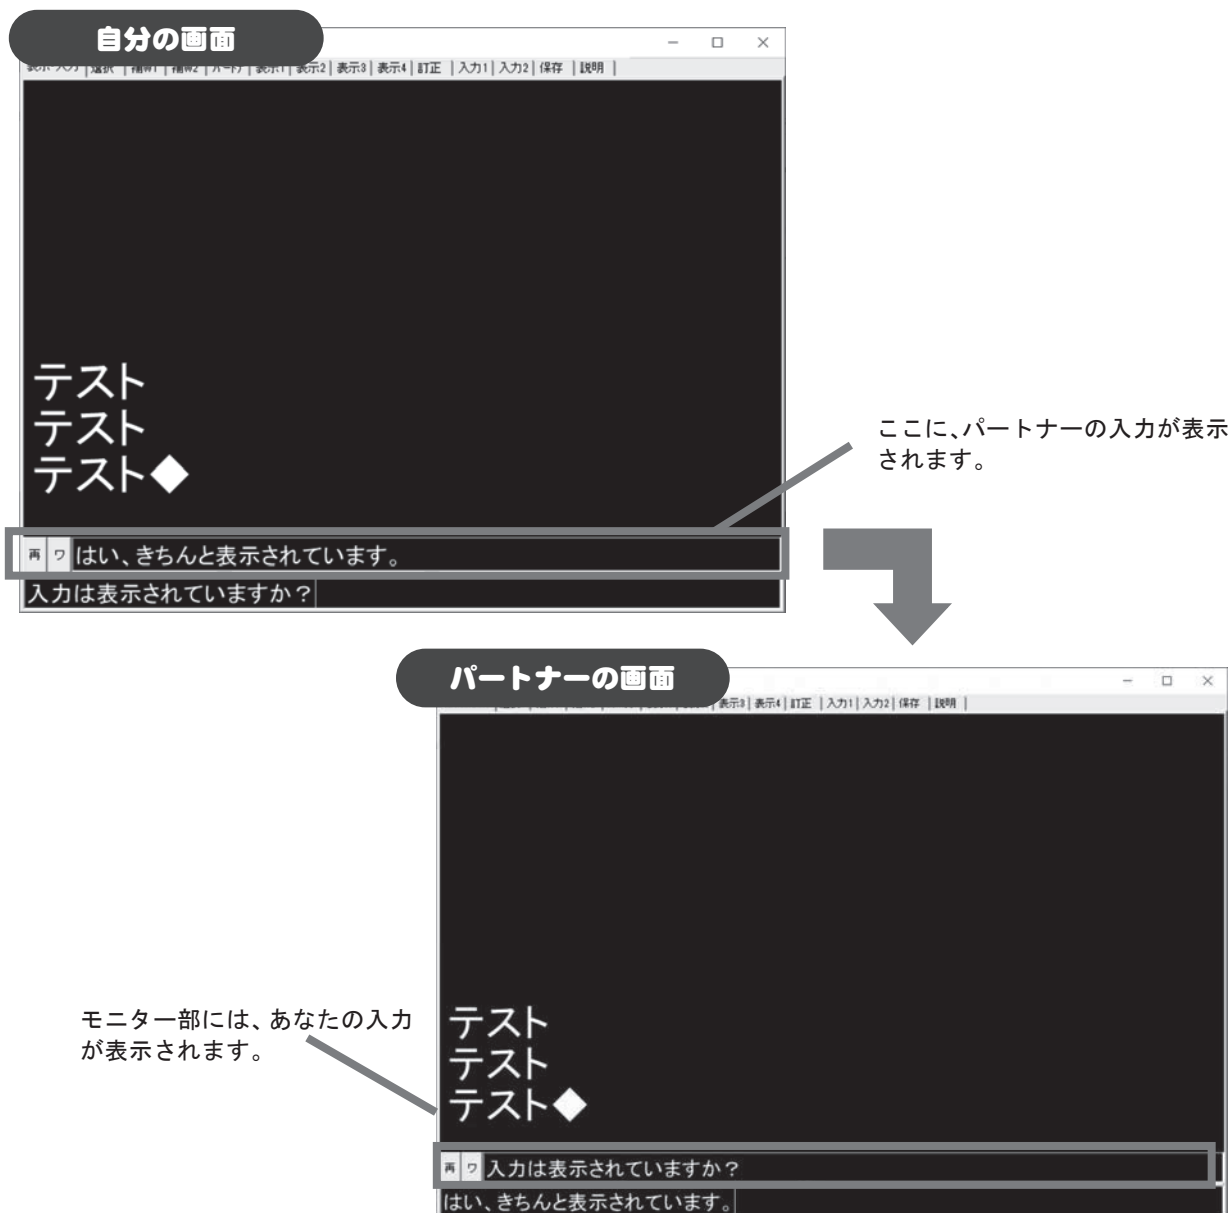 自分の画面
選択 | 補W1 | 補W2 | パートナ | 表示1 | 表示2 | 表示3 | 表示4 | 訂正 | 入力1 | 入力2 | 保存 | 説明 |
テスト
テスト
テスト◆
ここに、パートナーの入力が表示
されます。
再 ワ はい、きちんと表示されています。
入力は表示されていますか？
パートナーの画面
表示3 | 表示4 | 訂正 | 入力1 | 入力2 | 保存 | 説明 |
モニター部には、あなたの入力
が表示されます。
テスト
テスト
テスト◆
再 ワ 入力は表示されていますか？
はい、きちんと表示されています。